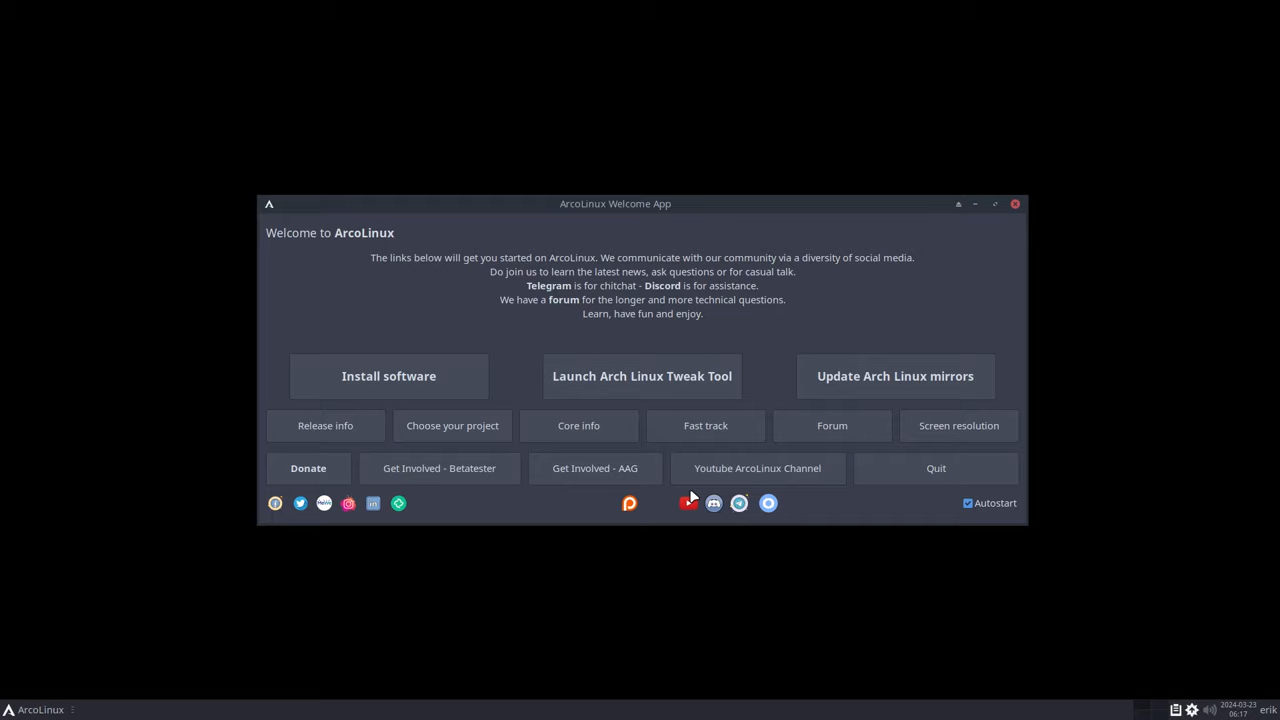 ArcoLinux Welcome App
Welcome to ArcoLinux
The links below will get you started on ArcoLinux. We communicate with our community via a diversity of social media.
Do join us to learn the latest news, ask questions or for casual talk.
Telegram is for chitchat - Discord is for assistance.
We have a forum for the longer and more technical questions.
Learn, have fun and enjoy.
Install software
Launch Arch Linux Tweak Tool
Update Arch Linux mirrors
Release info
Choose your project
Core info
Fast track
Forum
Screen resolution
Donate
Get Involved - Betatester
Get Involved - AAG
Youtube ArcoLinux Channel
Quit
Autostart
ArcoLinux
2024-03-23
06:17
erik